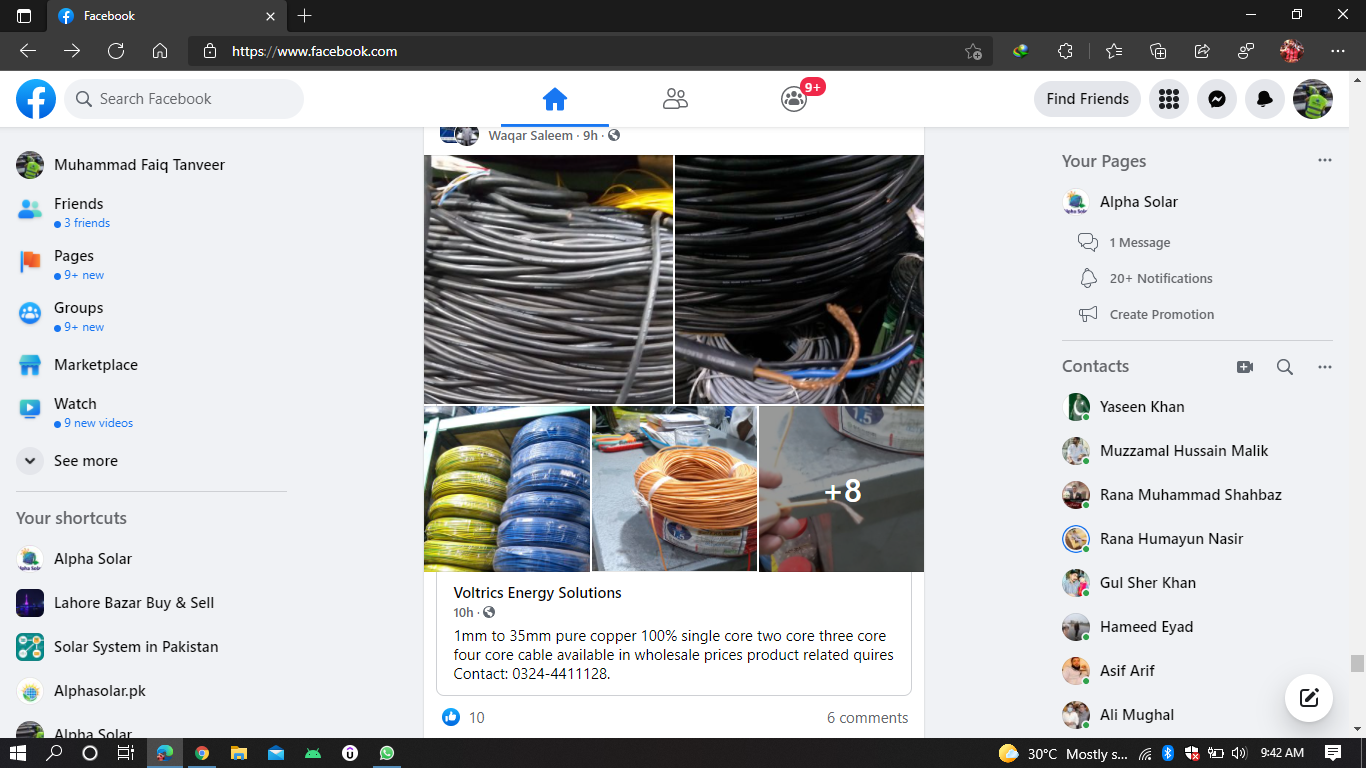 Facebook
https://www.facebook.com
Search Facebook
9+
Find Friends
Muhammad Faiq Tanveer
Friends
3 friends
Pages
9+ new
Groups
9+ new
Marketplace
Watch
9 new videos
See more
Your shortcuts
Alpha Solar
Lahore Bazar Buy & Sell
Solar System in Pakistan
Alphasolar.pk
Alpha Solar
Waqar Saleem · 9h ·
1.5
1.5
+8
Voltrics Energy Solutions
10h ·
1mm to 35mm pure copper 100% single core two core three core
four core cable available in wholesale prices product related quires
Contact: 0324-4411128.
10
6 comments
Your Pages
Alpha Solar
1 Message
20+ Notifications
Create Promotion
Contacts
Yaseen Khan
Muzzamal Hussain Malik
Rana Muhammad Shahbaz
Rana Humayun Nasir
Gul Sher Khan
Hameed Eyad
Asif Arif
Ali Mughal
30°C Mostly s...
9:42 AM